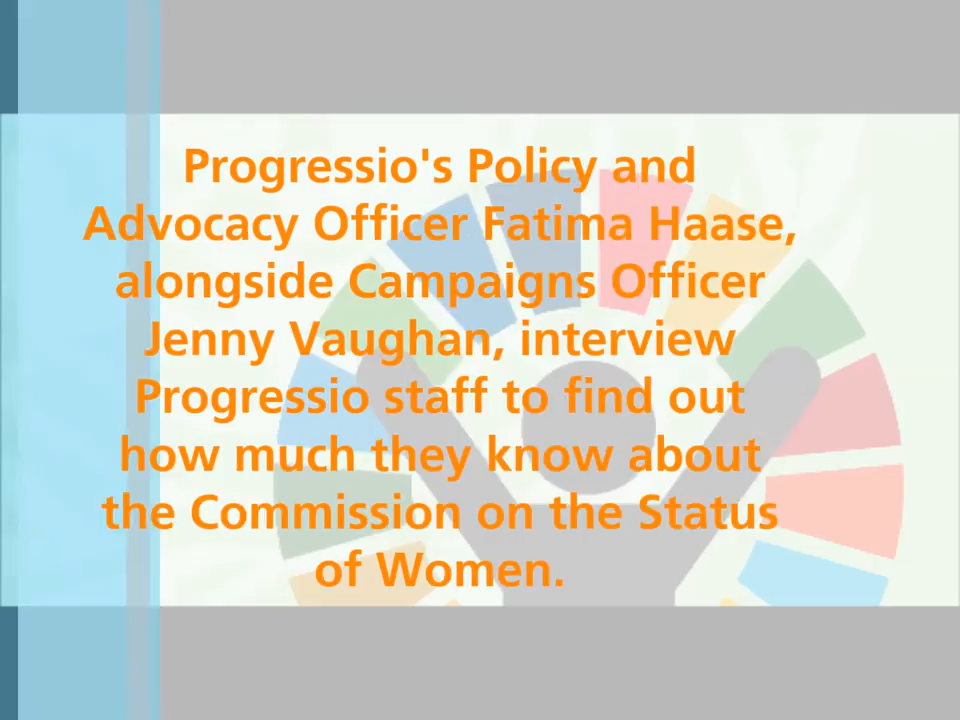 Progressio's Policy and
Advocacy Officer Fatima Haase,
alongside Campaigns Officer
Jenny Vaughan, interview
Progressio staff to find out
how much they know about
the Commission on the Status
of Women.